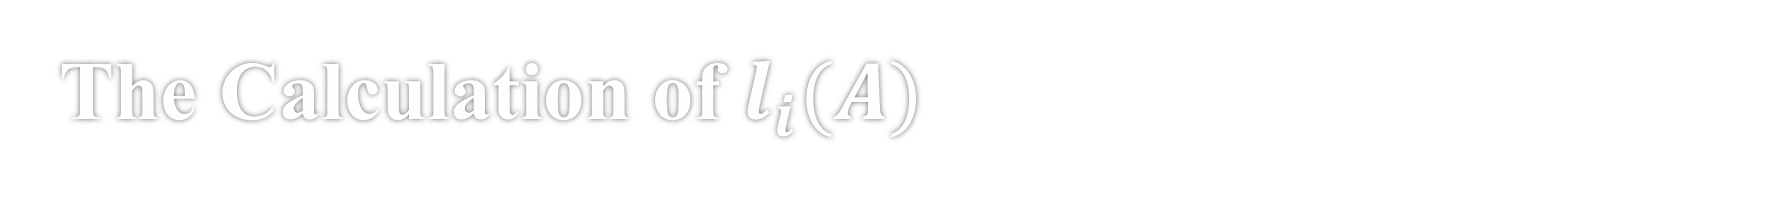 The Calculation of $l_i(A)$